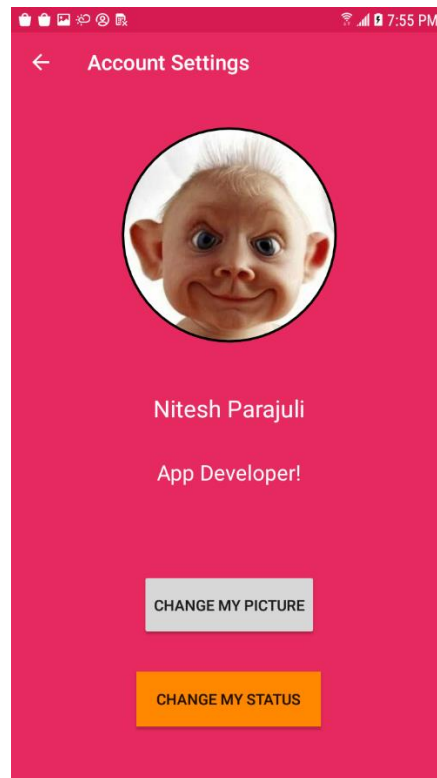 7:55 PM
Account Settings
Nitesh Parajuli
App Developer!
CHANGE MY PICTURE
CHANGE MY STATUS